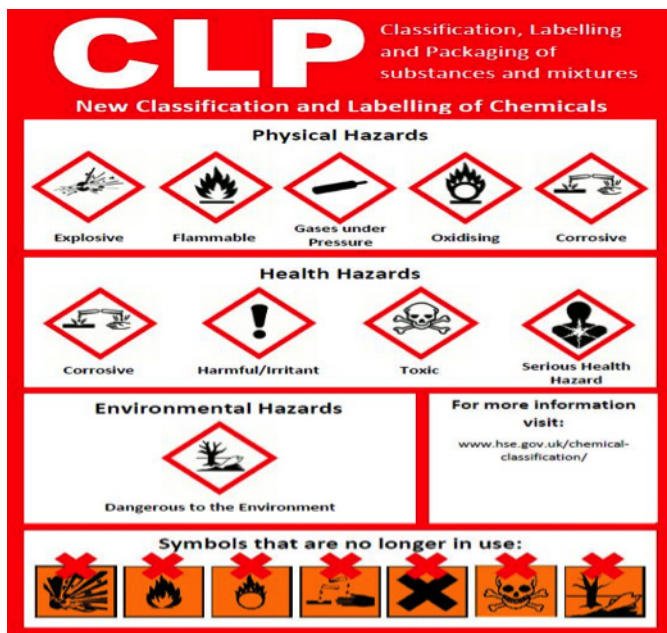 CLP
Classification, Labelling
and Packaging of
substances and mixtures
New Classification and Labelling of Chemicals
Physical Hazards
Explosive
Flammable
Gases under
Pressure
Oxidising
Corrosive
Health Hazards
Corrosive
Harmful/Irritant
Toxic
Serious Health
Hazard
Environmental Hazards
Dangerous to the Environment
For more information
visit:
www.hse.gov.uk/chemical-
classification/
Symbols that are no longer in use: